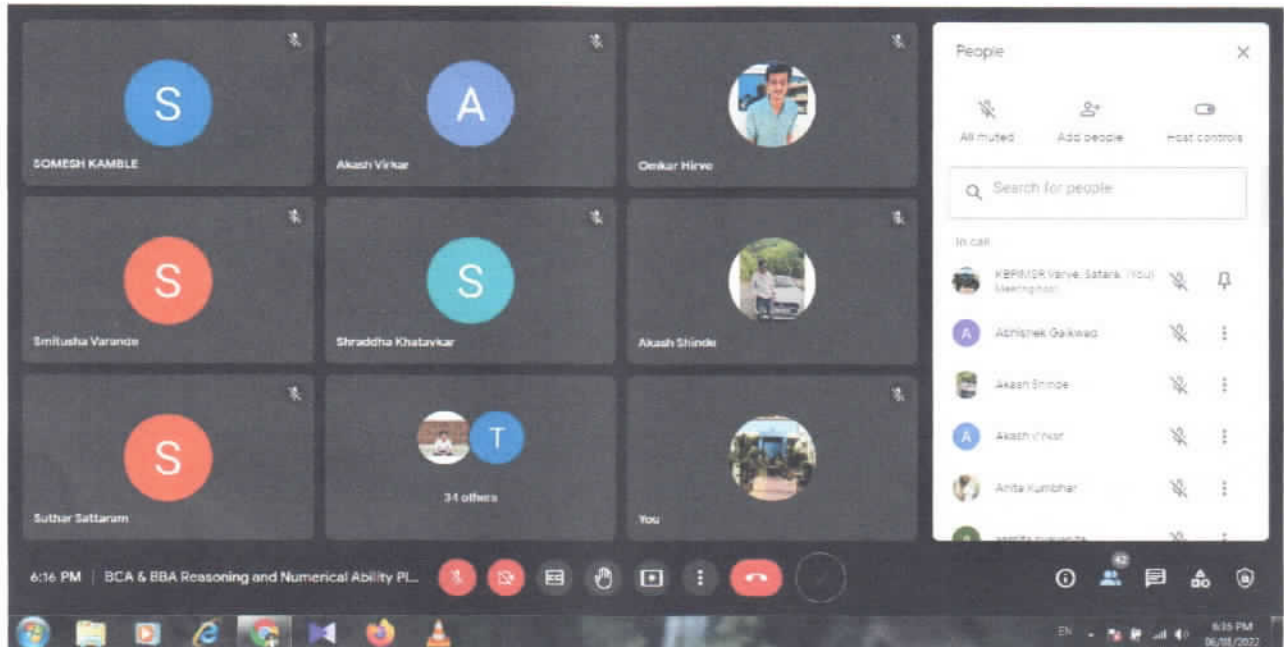 S
SOMESH KAMBLE
A
Akash Virkar
Omkar Hirve
S
Smitusha Varande
S
Shraddha Khatavkar
Akash Shinde
S
Suthar Sattaram
T
34 others
You
People
All muted
Add people
Host controls
Search for people
In call
KBPIMSR Varye, Satara. (You)
Meeting host
A
Abhishek Gaikwad
Akash Shinde
A
Akash Virkar
Anita Kumbhar
6:16 PM | BCA & BBA Reasoning and Numerical Ability Pl...
CC
42
EN